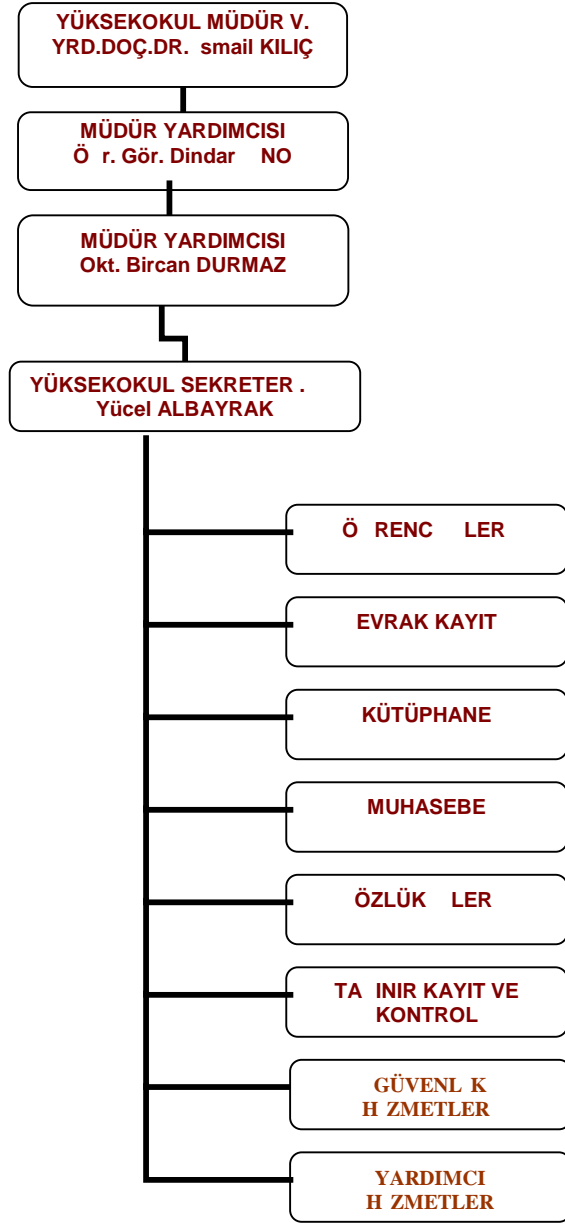 YÜKSEKOKUL MÜDÜR V.
YRD.DOÇ.DR. smail KILIÇ
MÜDÜR YARDIMCISI
Ö r. Gör. Dindar NO
MÜDÜR YARDIMCISI
Okt. Bircan DURMAZ
YÜKSEKOKUL SEKRETER .
Yücel ALBAYRAK
Ö RENC LER
EVRAK KAYIT
KÜTÜPHANE
MUHASEBE
ÖZLÜK LER
TA INIR KAYIT VE
KONTROL
GÜVENL K
H ZMETLER
YARDIMCI
H ZMETLER